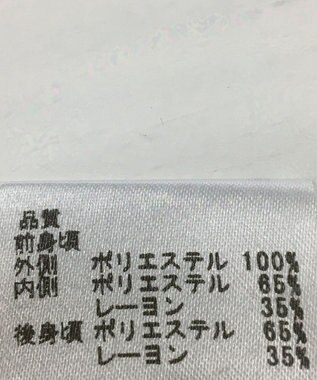 品質
前身頃
外側 ポリエステル 100%
内側 ポリエステル 65%
レーヨン 35%
後身頃 ポリエステル 65%
レーヨン 35%